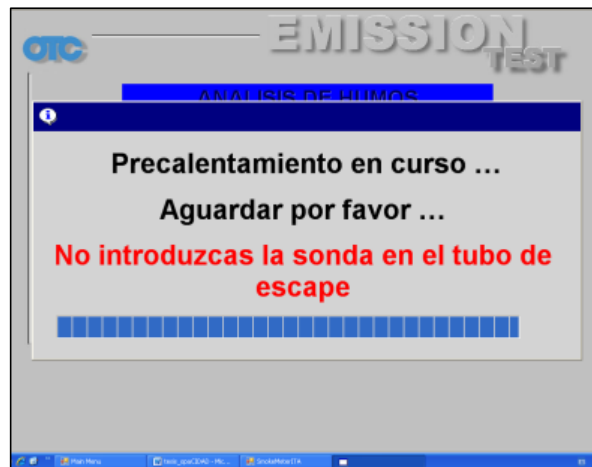 OTC
EMISSION
TEST
ANALISIS DE HUMOS
Precalentamiento en curso ...
Aguardar por favor ...
No introduzcas la sonda en el tubo de
escape
Main Menu
SmokeMeterITA